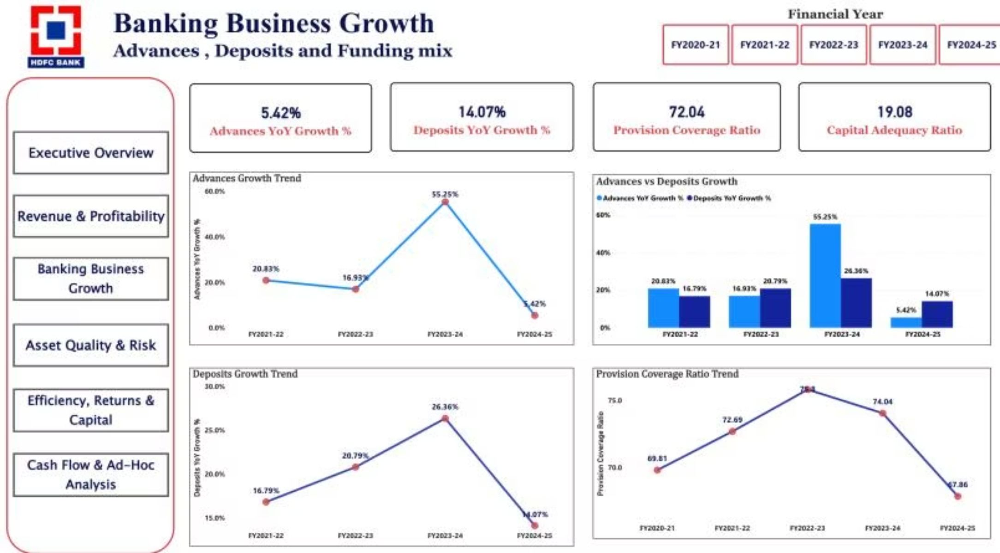 HDFC BANK
Banking Business Growth
Advances , Deposits and Funding mix
Financial Year
FY2020-21
FY2021-22
FY2022-23
FY2023-24
FY2024-25
Executive Overview
Revenue & Profitability
Banking Business
Growth
Asset Quality & Risk
Efficiency, Returns &
Capital
Cash Flow & Ad-Hoc
Analysis
5.42%
Advances YoY Growth %
14.07%
Deposits YoY Growth %
72.04
Provision Coverage Ratio
19.08
Capital Adequacy Ratio
Advances Growth Trend
Advances YoY Growth %
60.0%
40.0%
20.0%
0.0%
20.83%
16.93%
55.25%
5.42%
FY2021-22
FY2022-23
FY2023-24
FY2024-25
Advances vs Deposits Growth
Advances YoY Growth %
Deposits YoY Growth %
60%
40%
20%
0%
20.83%
16.79%
16.93%
20.79%
55.25%
26.36%
5.42%
14.07%
FY2021-22
FY2022-23
FY2023-24
FY2024-25
Deposits Growth Trend
Deposits YoY Growth %
30.0%
25.0%
20.0%
15.0%
16.79%
20.79%
26.36%
14.07%
FY2021-22
FY2022-23
FY2023-24
FY2024-25
Provision Coverage Ratio Trend
Provision Coverage Ratio
75.0
70.0
69.81
72.69
74.04
67.86
FY2020-21
FY2021-22
FY2022-23
FY2023-24
FY2024-25